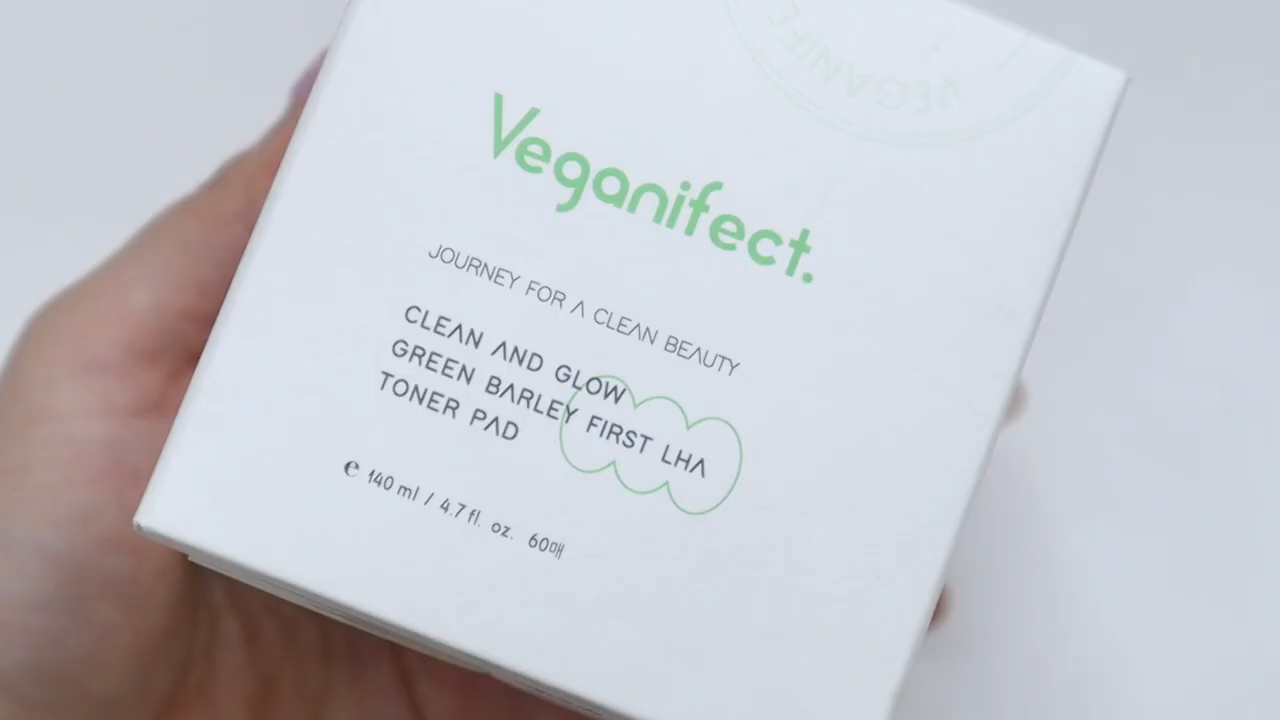 VEGANIFE
Veganifect.
JOURNEY FOR A CLEAN BEAUTY
CLEAN AND GLOW
GREEN BARLEY FIRST LHA
TONER PAD
℮ 140 ml / 4.7 fl. oz. 60매